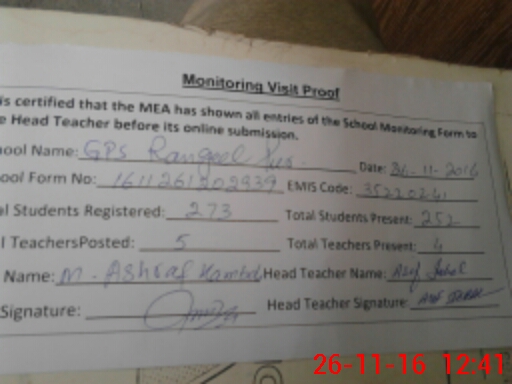 Monitoring Visit Proof
is certified that the MEA has shown all entries of the School Monitoring Form to
e Head Teacher before its online submission.
ool Name: GPS Date: 26-11-2016
ool Form No: EMIS Code: 35220241
al Students Registered: 273 Total Students Present: 252
l TeachersPosted: 5 Total Teachers Present: 4
Name: M. Ashraf Head Teacher Name:
Signature: Head Teacher Signature:
26-11-16 12:41